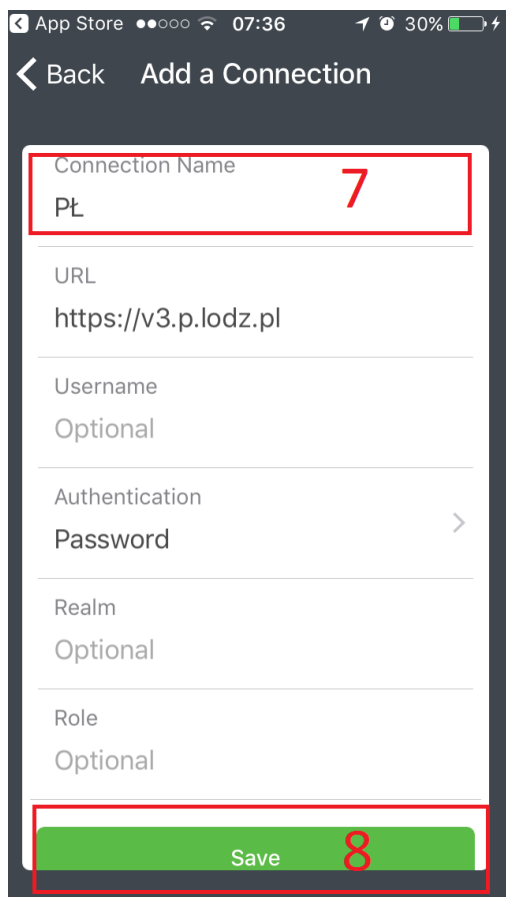 App Store 07:36 30%
Back Add a Connection
Connection Name
7
PŁ
URL
https://v3.p.lodz.pl
Username
Optional
Authentication
Password
Realm
Optional
Role
Optional
Save 8